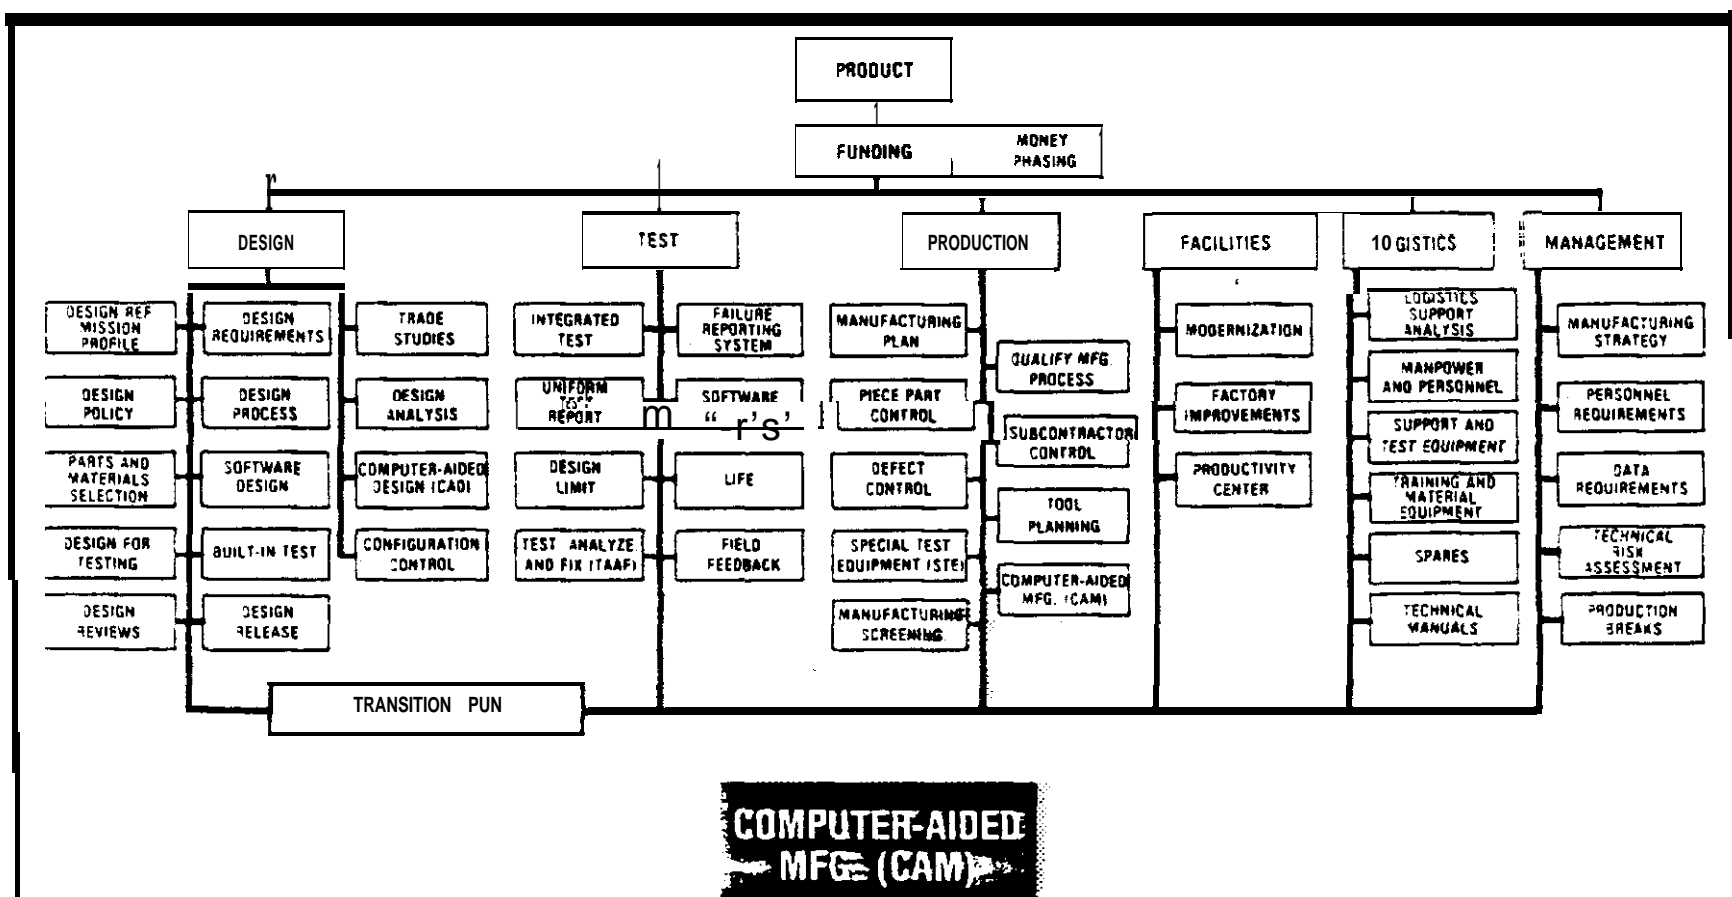 PRODUCT
FUNDING
MONEY
PHASING
DESIGN
TEST
PRODUCTION
FACILITIES
10 GISTICS
MANAGEMENT
DESIGN REF
MISSION
PROFILE
DESIGN
REQUIREMENTS
TRADE
STUDIES
DESIGN
POLICY
DESIGN
PROCESS
DESIGN
ANALYSIS
PARTS AND
MATERIALS
SELECTION
SOFTWARE
DESIGN
COMPUTER-AIDED
DESIGN (CAD)
DESIGN FOR
TESTING
BUILT-IN TEST
CONFIGURATION
CONTROL
DESIGN
REVIEWS
DESIGN
RELEASE
INTEGRATED
TEST
FAILURE
REPORTING
SYSTEM
UNIFORM
TEST
REPORT
SOFTWARE
m “ r's'
DESIGN
LIMIT
LIFE
TEST ANALYZE
AND FIX (TAAF)
FIELD
FEEDBACK
MANUFACTURING
PLAN
QUALIFY MFG.
PROCESS
PIECE PART
CONTROL
SUBCONTRACTOR
CONTROL
DEFECT
CONTROL
TOOL
PLANNING
SPECIAL TEST
EQUIPMENT (STE)
COMPUTER-AIDED
MFG. (CAM)
MANUFACTURING
SCREENING
MODERNIZATION
FACTORY
IMPROVEMENTS
PRODUCTIVITY
CENTER
LOGISTICS
SUPPORT
ANALYSIS
MANPOWER
AND PERSONNEL
SUPPORT AND
TEST EQUIPMENT
TRAINING AND
MATERIAL
EQUIPMENT
SPARES
TECHNICAL
MANUALS
MANUFACTURING
STRATEGY
PERSONNEL
REQUIREMENTS
DATA
REQUIREMENTS
TECHNICAL
RISK
ASSESSMENT
PRODUCTION
BREAKS
TRANSITION PUN
COMPUTER-AIDED
MFG (CAM)